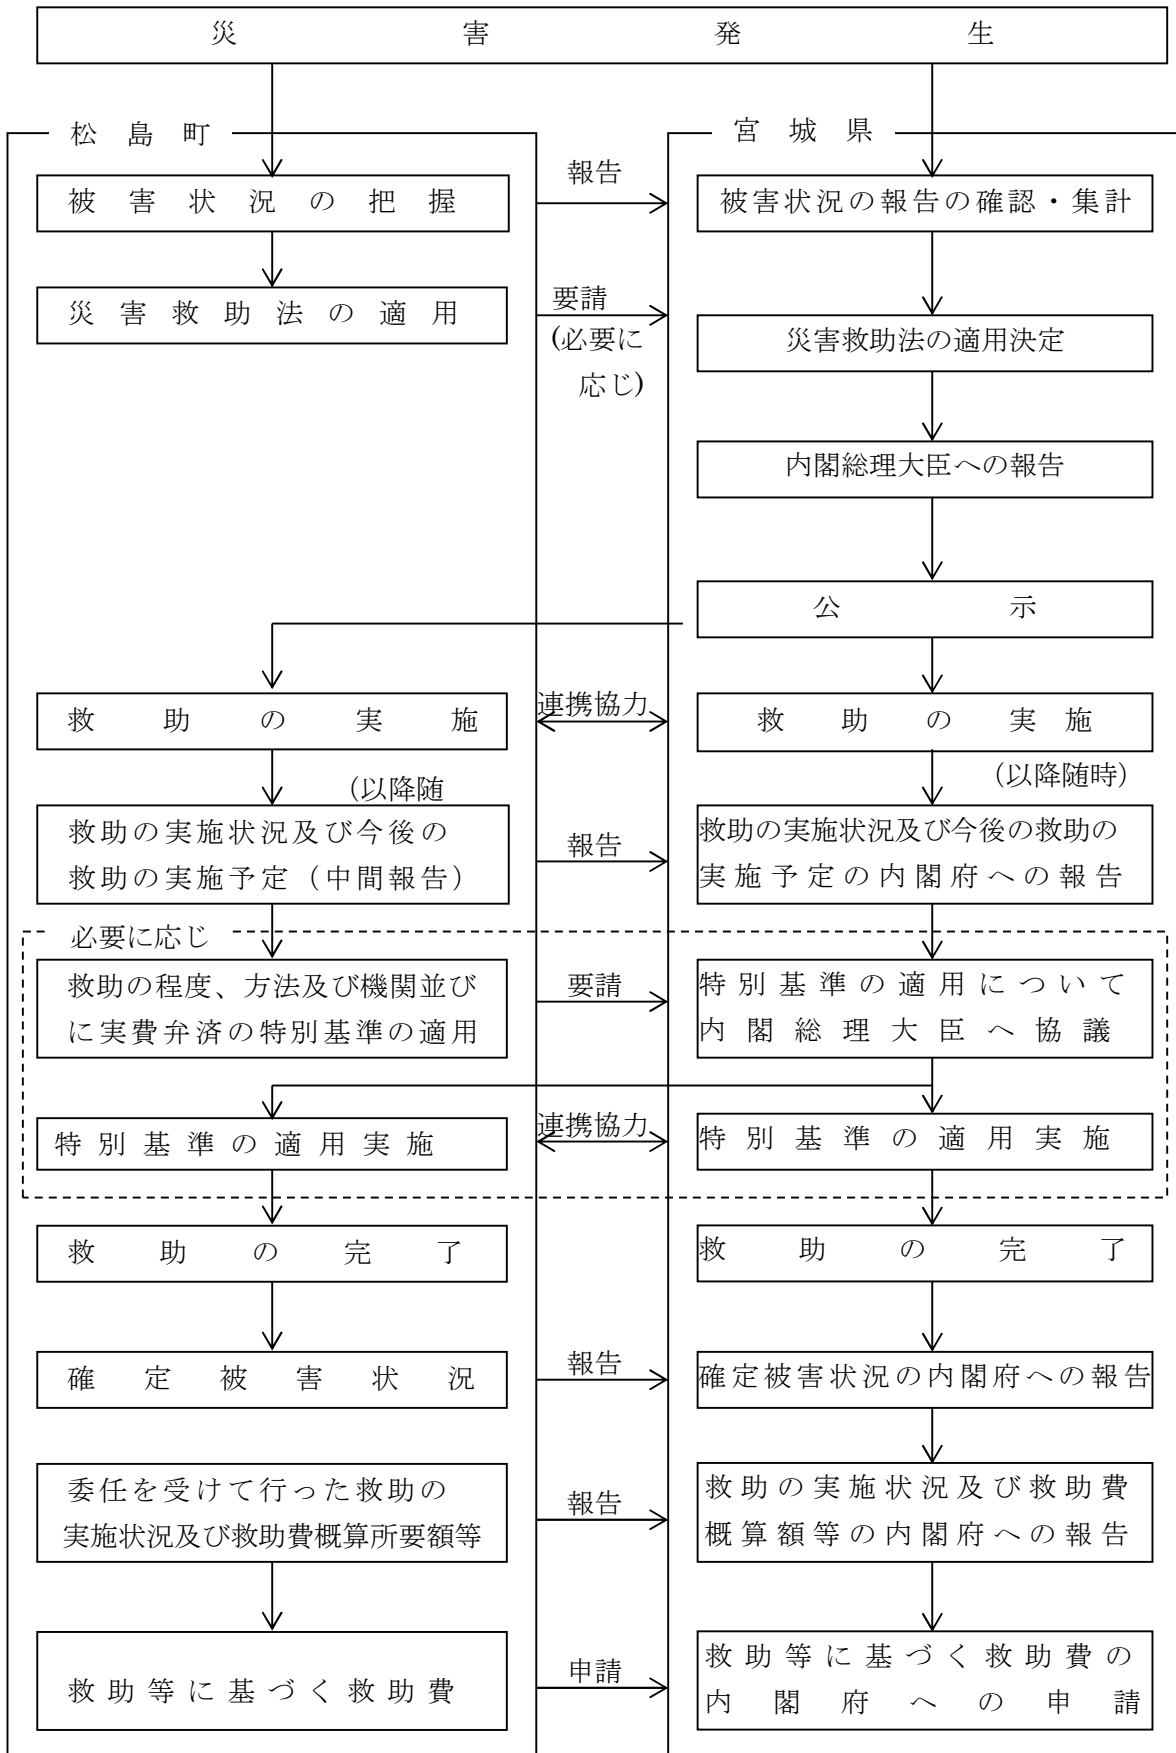 災害発生
松島町
宮城県
被害状況の把握
報告
被害状況の報告の確認・集計
災害救助法の適用
要請
(必要に
応じ)
災害救助法の適用決定
内閣総理大臣への報告
公示
救助の実施
連携協力
救助の実施
(以降随
(以降随時)
救助の実施状況及び今後の
救助の実施予定（中間報告）
報告
救助の実施状況及び今後の救助の
実施予定の内閣府への報告
必要に応じ
救助の程度、方法及び機関並び
に実費弁済の特別基準の適用
要請
特別基準の適用について
内閣総理大臣へ協議
特別基準の適用実施
連携協力
特別基準の適用実施
救助の完了
救助の完了
確定被害状況
報告
確定被害状況の内閣府への報告
委任を受けて行った救助の
実施状況及び救助費概算所要額等
報告
救助の実施状況及び救助費
概算額等の内閣府への報告
救助等に基づく救助費
申請
救助等に基づく救助費の
内閣府への申請